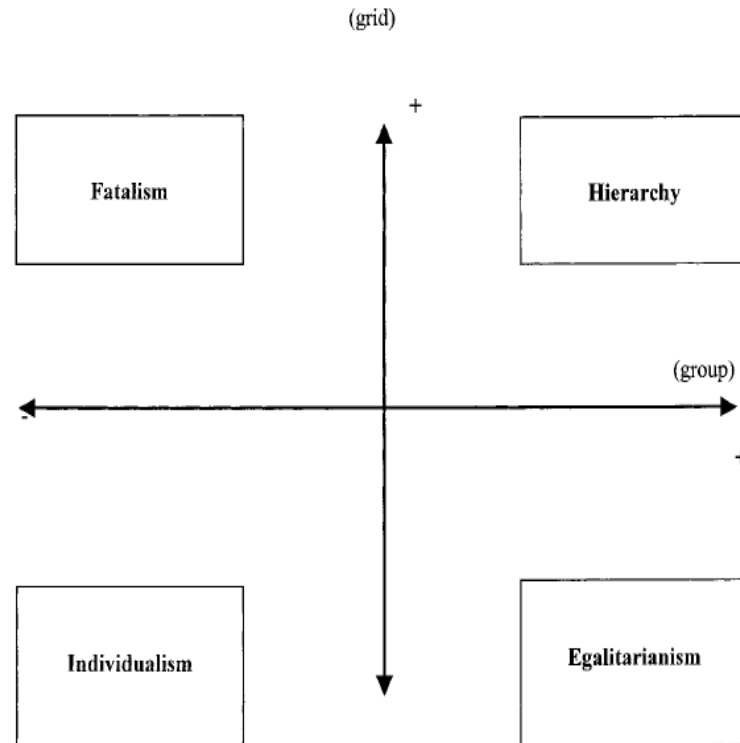 (grid)
+
Fatalism
Hierarchy
(group)
-
+
Individualism
Egalitarianism